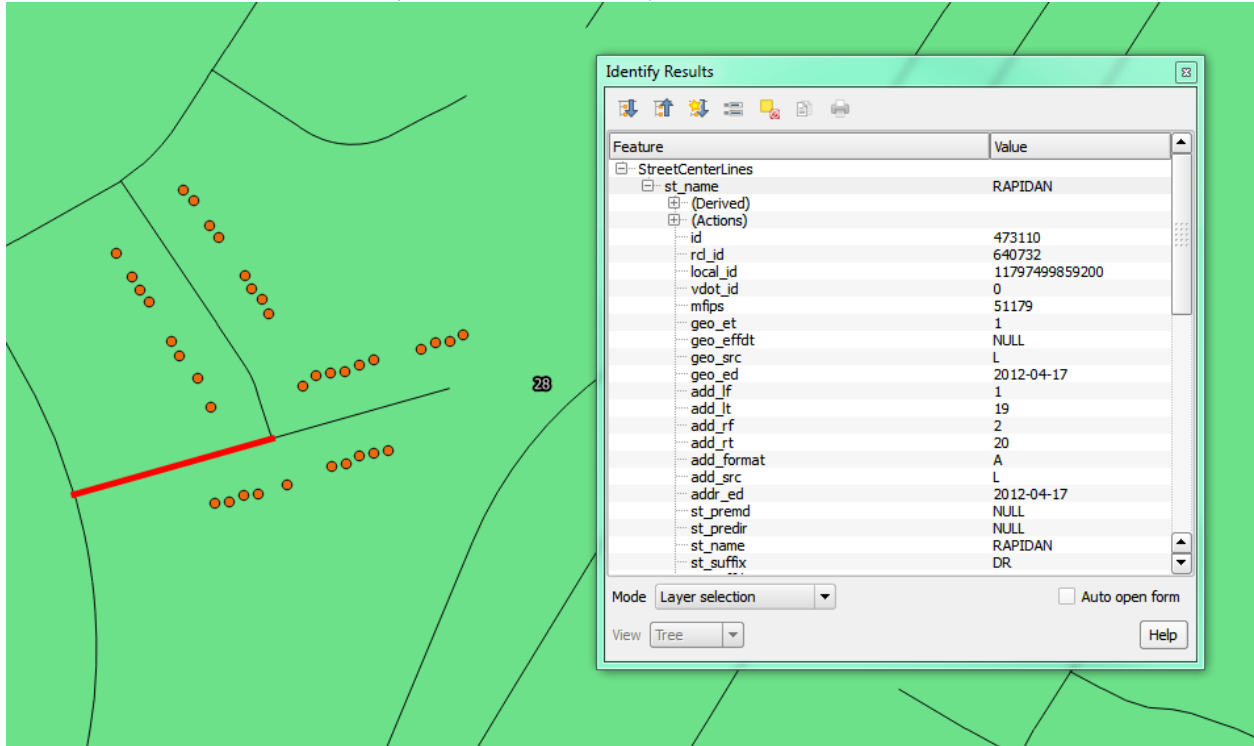 Identify Results
Feature Value
StreetCenterLines
st_name RAPIDAN
(Derived)
(Actions)
id 473110
rcl_id 640732
local_id 11797499859200
vdot_id 0
mfips 51179
geo_et 1
geo_effdt NULL
geo_src L
geo_ed 2012-04-17
add_lf 1
add_lt 19
add_rf 2
add_rt 20
add_format A
add_src L
addr_ed 2012-04-17
st_premd NULL
st_predir NULL
st_name RAPIDAN
st_suffix DR
28
Mode Layer selection Auto open form
View Tree Help